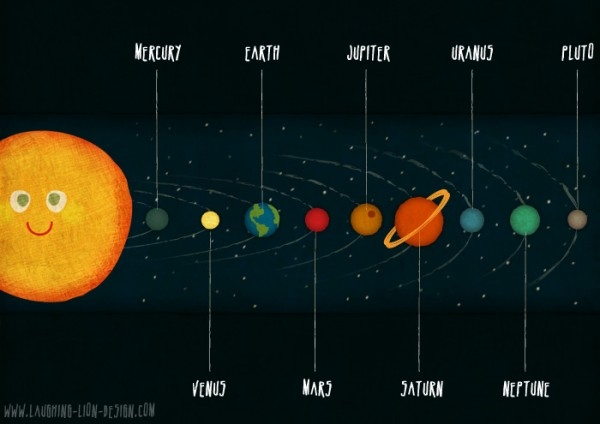 MERCURY
EARTH
JUPITER
URANUS
PLUTO
VENUS
MARS
SATURN
NEPTUNE
WWW.LAUGHING-LION-DESIGN.COM